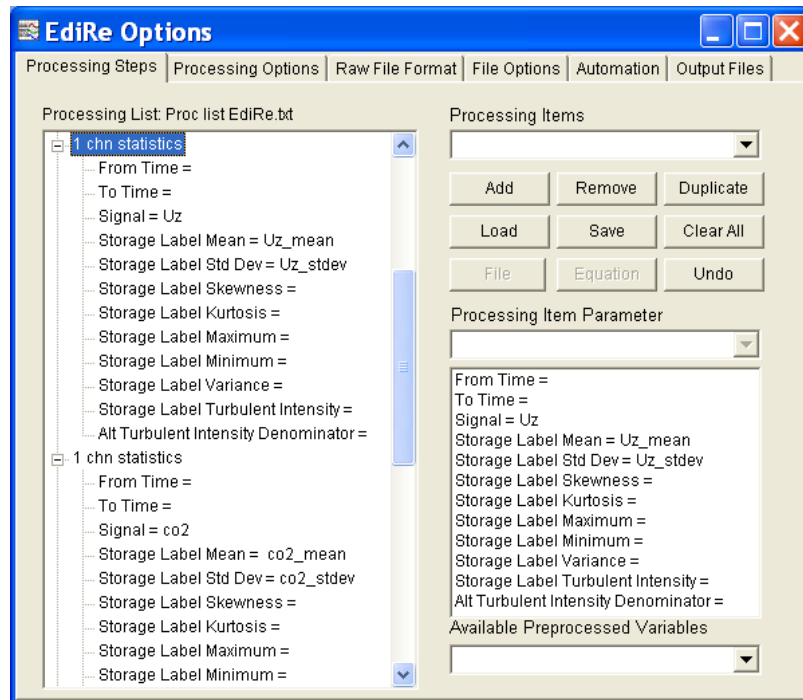 EdiRe Options
Processing Steps Processing Options Raw File Format File Options Automation Output Files
Processing List: Proc list EdiRe.txt
1 chn statistics
From Time =
To Time =
Signal = Uz
Storage Label Mean = Uz_mean
Storage Label Std Dev = Uz_stdev
Storage Label Skewness =
Storage Label Kurtosis =
Storage Label Maximum =
Storage Label Minimum =
Storage Label Variance =
Storage Label Turbulent Intensity =
Alt Turbulent Intensity Denominator =
1 chn statistics
From Time =
To Time =
Signal = co2
Storage Label Mean = co2_mean
Storage Label Std Dev = co2_stdev
Storage Label Skewness =
Storage Label Kurtosis =
Storage Label Maximum =
Storage Label Minimum =
Processing Items
Add Remove Duplicate
Load Save Clear All
File Equation Undo
Processing Item Parameter
From Time =
To Time =
Signal = Uz
Storage Label Mean = Uz_mean
Storage Label Std Dev = Uz_stdev
Storage Label Skewness =
Storage Label Kurtosis =
Storage Label Maximum =
Storage Label Minimum =
Storage Label Variance =
Storage Label Turbulent Intensity =
Alt Turbulent Intensity Denominator =
Available Preprocessed Variables